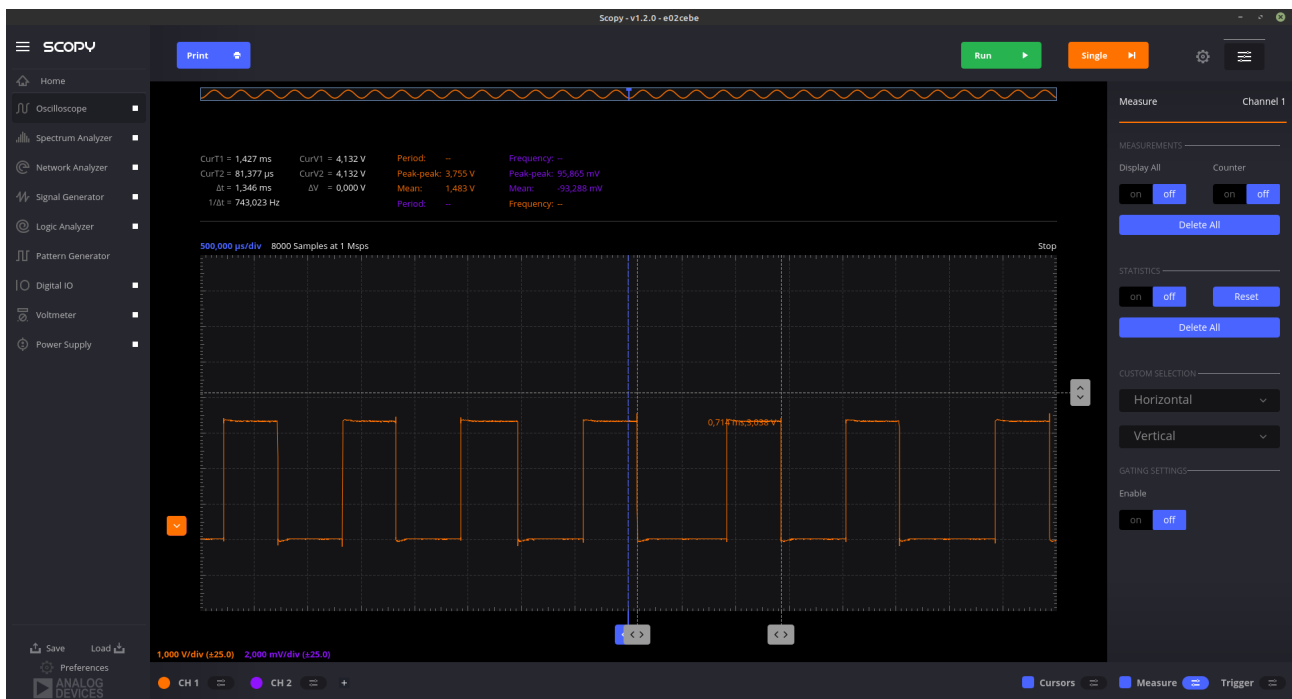 Scopy - v1.2.0 - e02cebe
SCOPY
Print
Run
Single
Home
Oscilloscope
Spectrum Analyzer
Network Analyzer
Signal Generator
Logic Analyzer
Pattern Generator
Digital IO
Voltmeter
Power Supply
Save Load
Preferences
ANALOG
DEVICES
CurT1 = 1,427 ms CurV1 = 4,132 V Period: -- Frequency: --
CurT2 = 81,377 µs CurV2 = 4,132 V Peak-peak: 3,755 V Peak-peak: 95,865 mV
Δt = 1,346 ms ΔV = 0,000 V Mean: 1,483 V Mean: -93,288 mV
1/Δt = 743,023 Hz Period: -- Frequency: --
500,000 µs/div 8000 Samples at 1 Msps Stop
0,714 ms,3,038 V
1,000 V/div (±25.0) 2,000 mV/div (±25.0)
CH 1 CH 2 + Cursors Measure Trigger
Measure Channel 1
MEASUREMENTS
Display All Counter
on off on off
Delete All
STATISTICS
on off Reset
Delete All
CUSTOM SELECTION
Horizontal
Vertical
GATING SETTINGS
Enable
on off